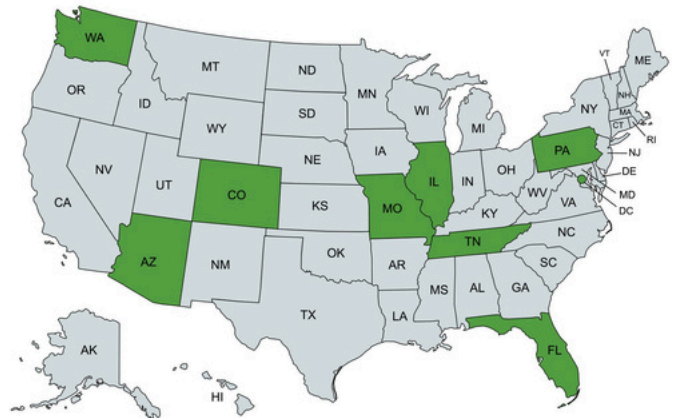 WA
VT
ME
MT
ND
MN
OR
ID
SD
WI
NY
NH
MA
CT
RI
MI
WY
IA
PA
NJ
NE
OH
NV
UT
CO
IL
IN
WV
DE
MD
VA
DC
CA
KS
MO
KY
NC
TN
AZ
NM
OK
AR
SC
MS
AL
GA
TX
LA
FL
AK
HI